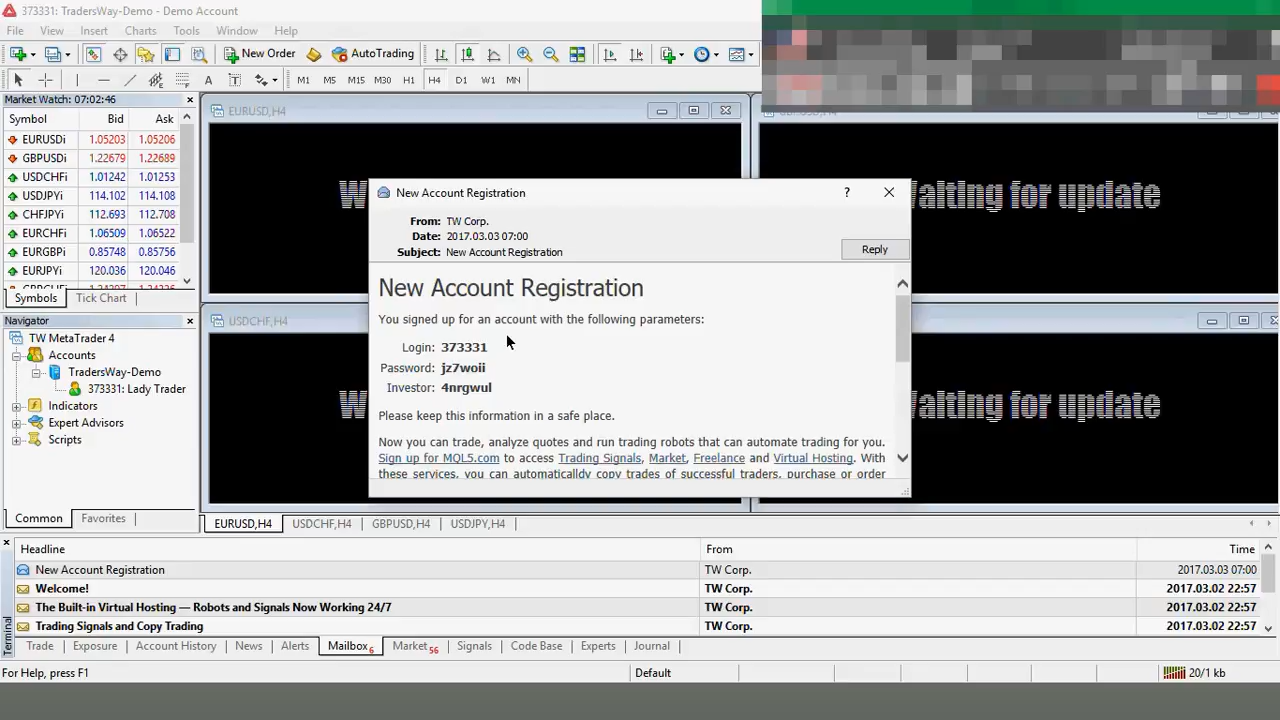 373331: TradersWay-Demo - Demo Account
File View Insert Charts Tools Window Help
New Order AutoTrading
A T M1 M5 M15 M30 H1 H4 D1 W1 MN
Market Watch: 07:02:46
Symbol Bid Ask
EURUSDi 1.05203 1.05206
GBPUSDi 1.22679 1.22689
USDCHFi 1.01242 1.01253
USDJPYi 114.102 114.108
CHFJPYi 112.693 112.708
EURCHFi 1.06509 1.06522
EURGBPi 0.85748 0.85756
EURJPYi 120.036 120.046
Symbols Tick Chart
Navigator
TW MetaTrader 4
Accounts
TradersWay-Demo
373331: Lady Trader
Indicators
Expert Advisors
Scripts
Common Favorites
EURUSD,H4
USDCHF,H4
W
aiting for update
W
aiting for update
New Account Registration ?
From: TW Corp.
Date: 2017.03.03 07:00
Subject: New Account Registration
Reply
New Account Registration
You signed up for an account with the following parameters:
Login: 373331
Password: jz7woii
Investor: 4nrgwul
Please keep this information in a safe place.
Now you can trade, analyze quotes and run trading robots that can automate trading for you.
Sign up for MQL5.com to access Trading Signals, Market, Freelance and Virtual Hosting. With
these services, you can automaticalldy copy trades of successful traders, purchase or order
EURUSD,H4 USDCHF,H4 GBPUSD,H4 USDJPY,H4
Headline From Time
New Account Registration TW Corp. 2017.03.03 07:00
Welcome! TW Corp. 2017.03.02 22:57
The Built-in Virtual Hosting — Robots and Signals Now Working 24/7 TW Corp. 2017.03.02 22:57
Trading Signals and Copy Trading TW Corp. 2017.03.02 22:57
Terminal
Trade Exposure Account History News Alerts Mailbox 6 Market 56 Signals Code Base Experts Journal
For Help, press F1 Default 20/1 kb